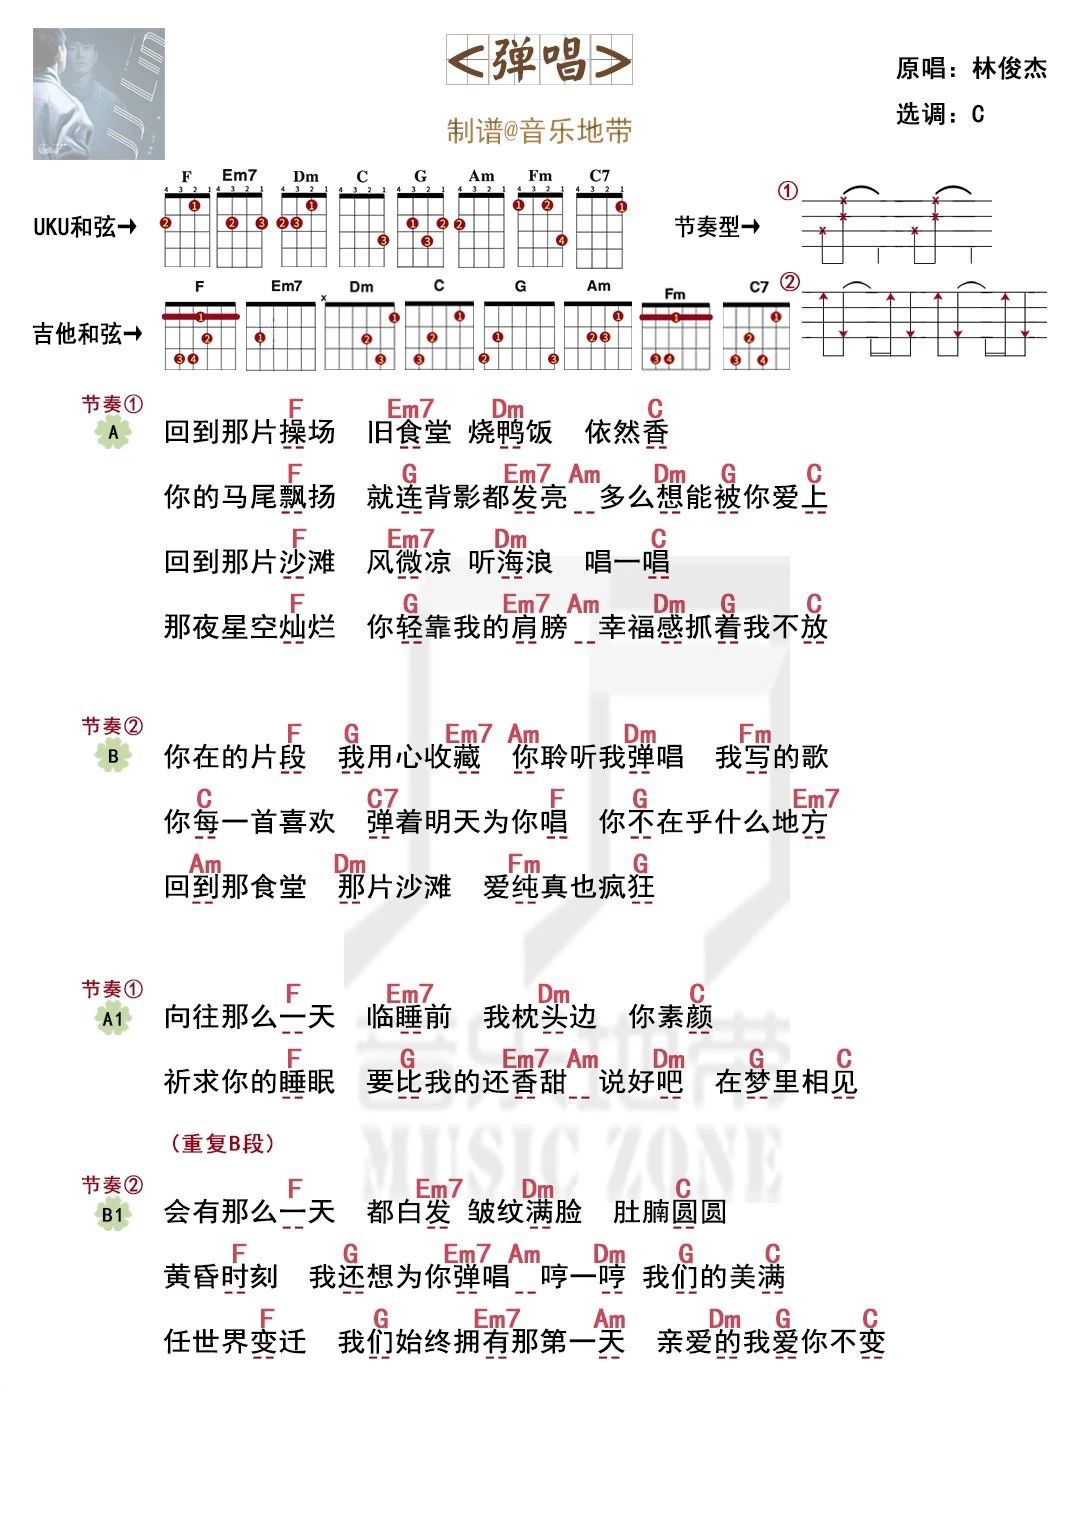 JJ Lin
<弹唱>
制谱@音乐地带
原唱：林俊杰
选调：C
F Em7 Dm C G Am Fm C7
UKU和弦→
节奏型→
①
F Em7 Dm C G Am Fm C7
吉他和弦→
②
节奏①
F Em7 Dm C
A 回到那片操场 旧食堂 烧鸭饭 依然香
F G Em7 Am Dm G C
你的马尾飘扬 就连背影都发亮 多么想能被你爱上
F Em7 Dm C
回到那片沙滩 风微凉 听海浪 唱一唱
F G Em7 Am Dm G C
那夜星空灿烂 你轻靠我的肩膀 幸福感抓着我不放
节奏②
F G Em7 Am Dm Fm
B 你在的片段 我用心收藏 你聆听我弹唱 我写的歌
C C7 F G Em7
你每一首喜欢 弹着明天为你唱 你不在乎什么地方
Am Dm Fm G
回到那食堂 那片沙滩 爱纯真也疯狂
节奏①
F Em7 Dm C
A1 向往那么一天 临睡前 我枕头边 你素颜
F G Em7 Am Dm G C
祈求你的睡眠 要比我的还香甜 说好吧 在梦里相见
（重复B段）
节奏②
F Em7 Dm C
B1 会有那么一天 都白发 皱纹满脸 肚腩圆圆
F G Em7 Am Dm G C
黄昏时刻 我还想为你弹唱 哼一哼 我们的美满
F G Em7 Am Dm G C
任世界变迁 我们始终拥有那第一天 亲爱的我爱你不变
音乐地带
MUSIC ZONE